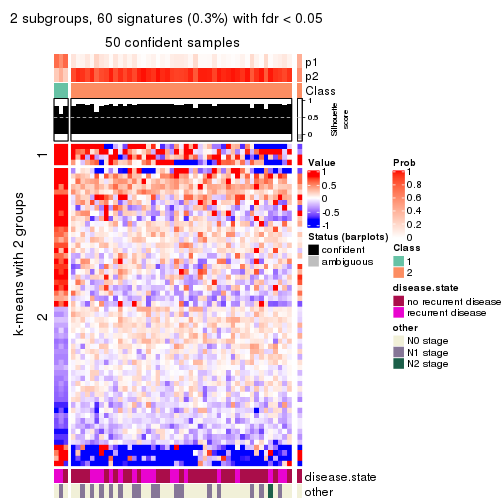 2 subgroups, 60 signatures (0.3%) with fdr < 0.05
50 confident samples
p1
p2
Class
1
0.5
0
Silhouette
score
1
2
k-means with 2 groups
disease.state
other
Value
1
0.5
0
-0.5
-1
Status (barplots)
confident
ambiguous
Prob
1
0.8
0.6
0.4
0.2
0
Class
1
2
disease.state
no recurrent disease
recurrent disease
other
N0 stage
N1 stage
N2 stage